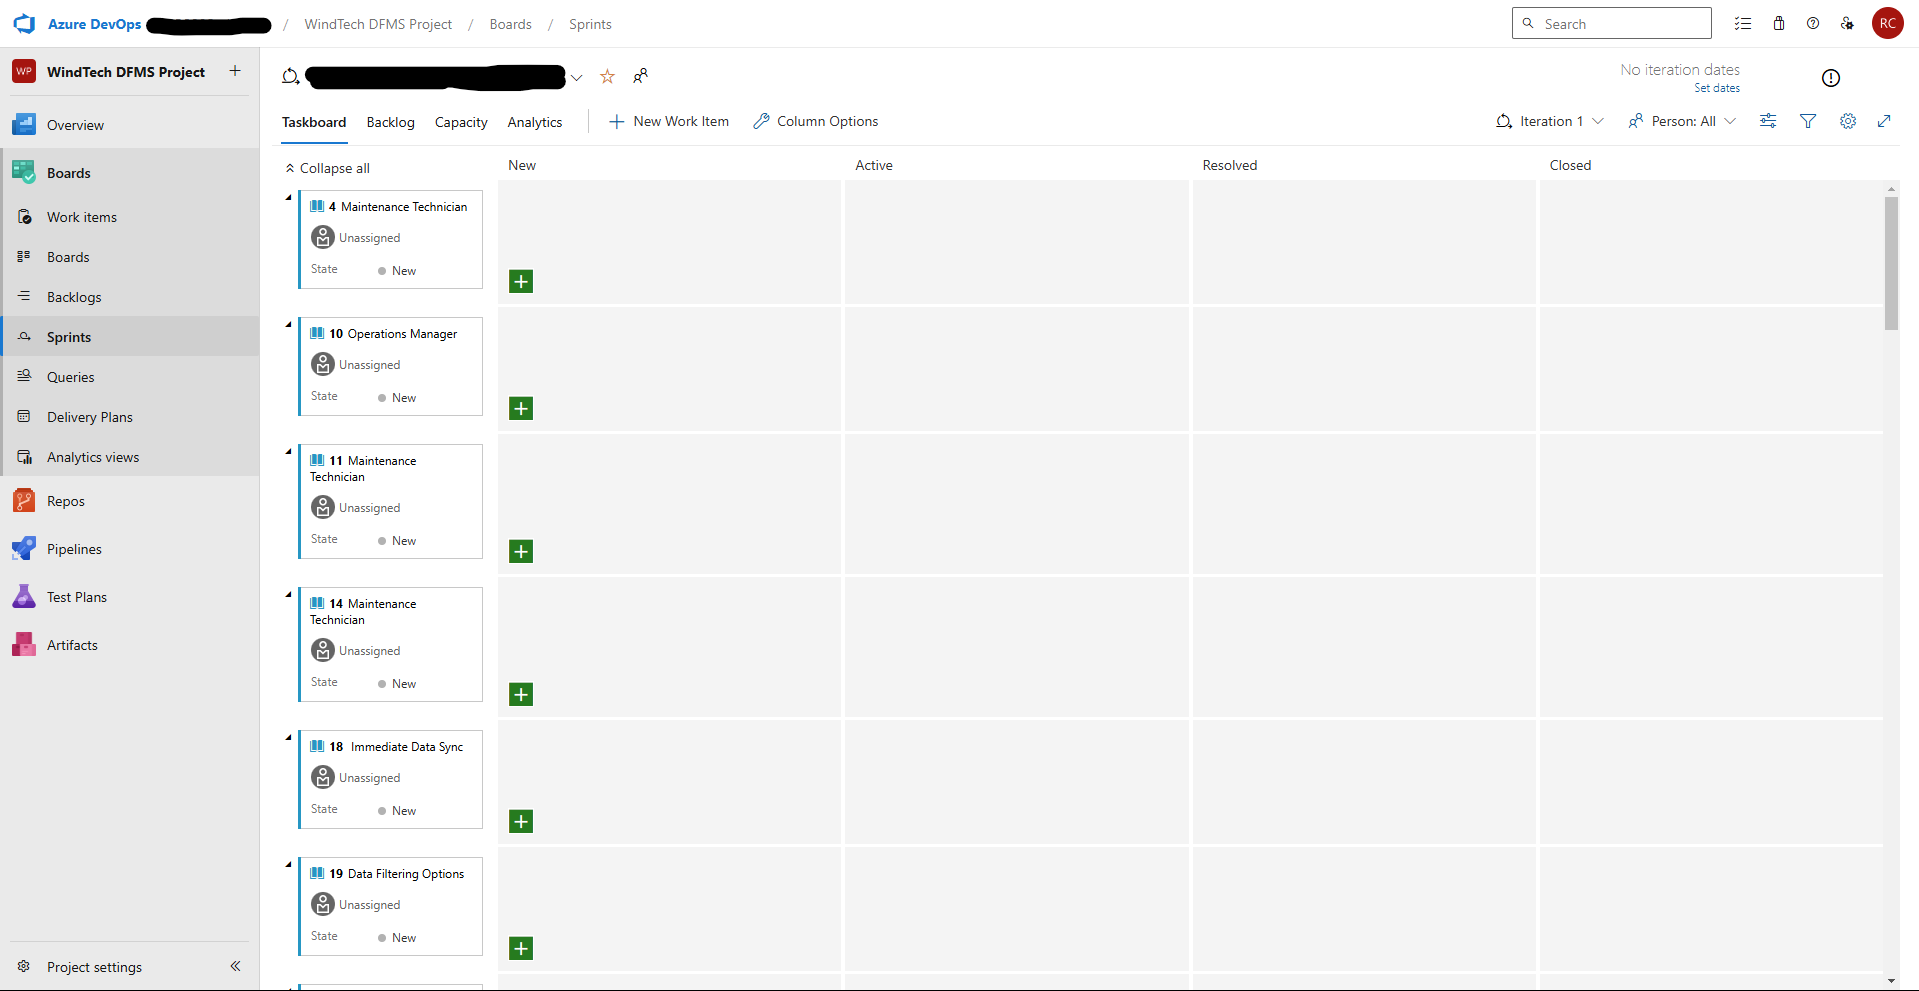 Azure DevOps / WindTech DFMS Project / Boards / Sprints
Search
RC
WP WindTech DFMS Project
Overview
Boards
Work items
Boards
Backlogs
Sprints
Queries
Delivery Plans
Analytics views
Repos
Pipelines
Test Plans
Artifacts
Project settings
No iteration dates
Set dates
Taskboard Backlog Capacity Analytics New Work Item Column Options
Iteration 1 Person: All
Collapse all New Active Resolved Closed
4 Maintenance Technician
Unassigned
State New
10 Operations Manager
Unassigned
State New
11 Maintenance
Technician
Unassigned
State New
14 Maintenance
Technician
Unassigned
State New
18 Immediate Data Sync
Unassigned
State New
19 Data Filtering Options
Unassigned
State New